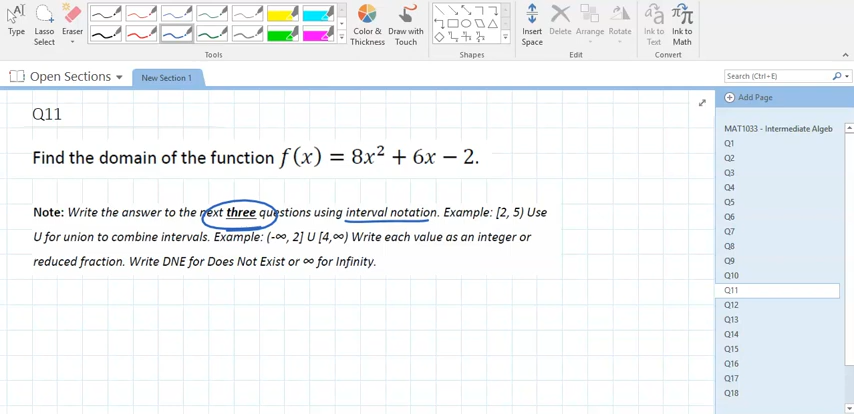 Type
Lasso
Select
Eraser
Color &
Thickness
Draw with
Touch
Insert
Space
Delete
Arrange
Rotate
Ink to
Text
Ink to
Math
Tools
Shapes
Edit
Convert
Open Sections
New Section 1
Search (Ctrl+E)
Q11
Add Page
Find the domain of the function f(x) = 8x² + 6x − 2.
Note: Write the answer to the next three questions using interval notation. Example: [2, 5) Use
U for union to combine intervals. Example: (-∞, 2] U [4,∞) Write each value as an integer or
reduced fraction. Write DNE for Does Not Exist or ∞ for Infinity.
MAT1033 - Intermediate Algeb
Q1
Q2
Q3
Q4
Q5
Q6
Q7
Q8
Q9
Q10
Q11
Q12
Q13
Q14
Q15
Q16
Q17
Q18